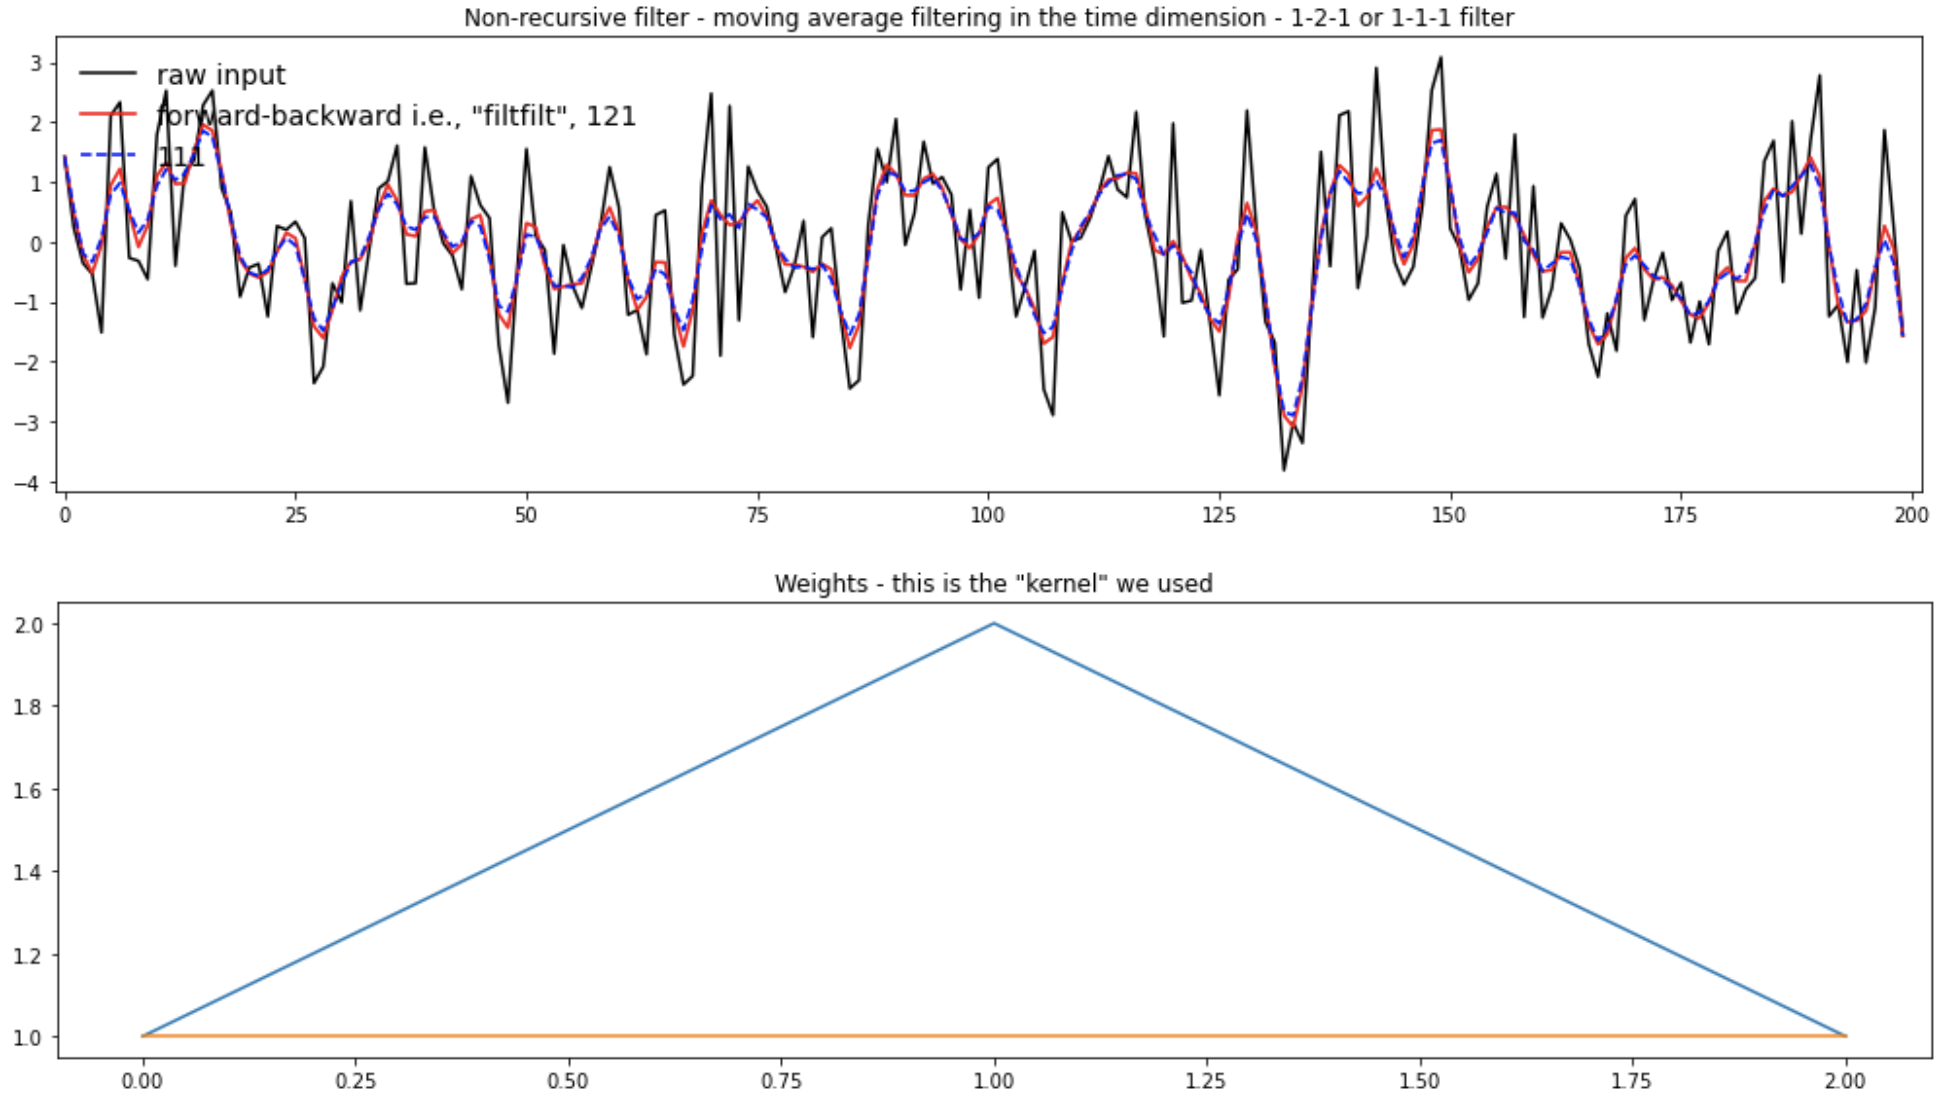 Non-recursive filter - moving average filtering in the time dimension - 1-2-1 or 1-1-1 filter
3
2
1
0
−1
−2
−3
−4
raw input
forward-backward i.e., "filtfilt", 121
111
0 25 50 75 100 125 150 175 200
Weights - this is the "kernel" we used
2.0
1.8
1.6
1.4
1.2
1.0
0.00 0.25 0.50 0.75 1.00 1.25 1.50 1.75 2.00